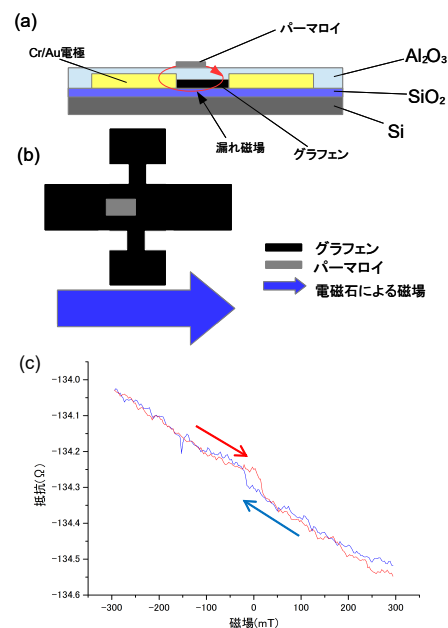 (a)
パーマロイ
Cr/Au電極
Al2O3
SiO2
漏れ磁場
グラフェン
Si
(b)
グラフェン
パーマロイ
電磁石による磁場
(c)
-134.0
-134.1
-134.2
-134.3
-134.4
-134.5
-134.6
抵抗(Ω)
-300 -200 -100 0 100 200 300
磁場(mT)